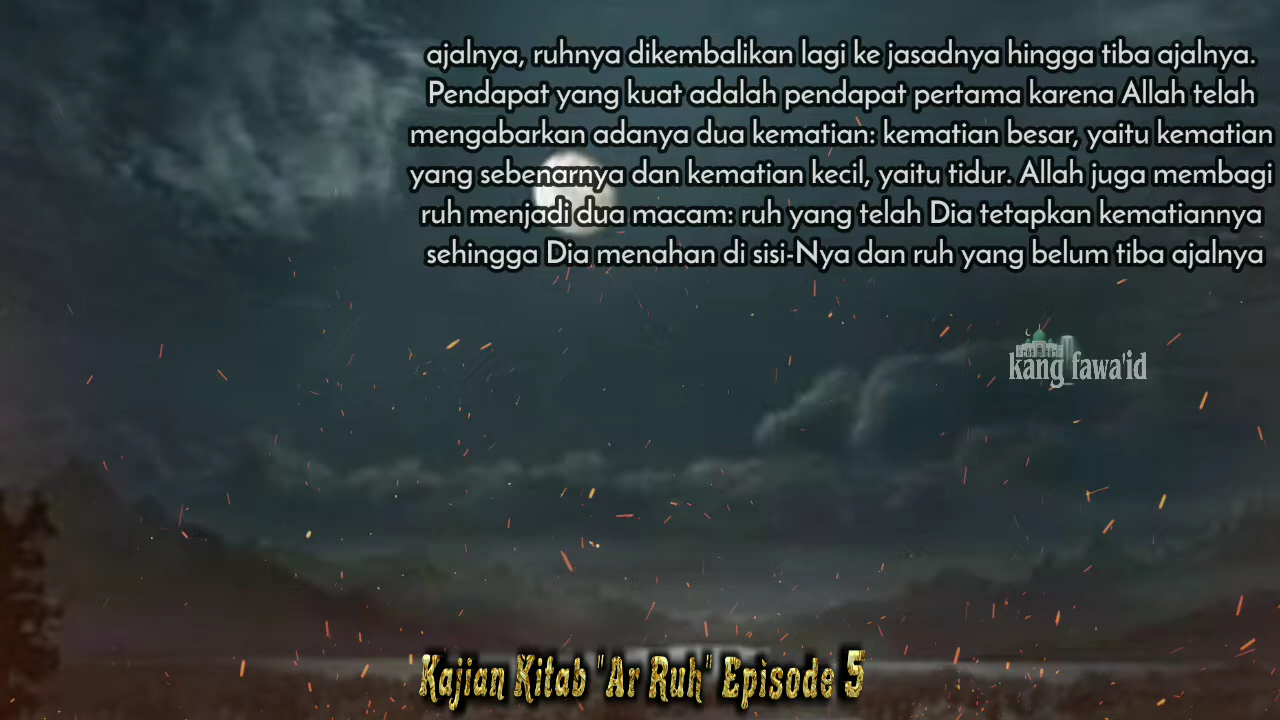 ajalnya, ruhnya dikembalikan lagi ke jasadnya hingga tiba ajalnya.
Pendapat yang kuat adalah pendapat pertama karena Allah telah
mengabarkan adanya dua kematian: kematian besar, yaitu kematian
yang sebenarnya dan kematian kecil, yaitu tidur. Allah juga membagi
ruh menjadi dua macam: ruh yang telah Dia tetapkan kematiannya
sehingga Dia menahan di sisi-Nya dan ruh yang belum tiba ajalnya
kang fawa'id
Kajian Kitab "Ar Ruh" Episode 5